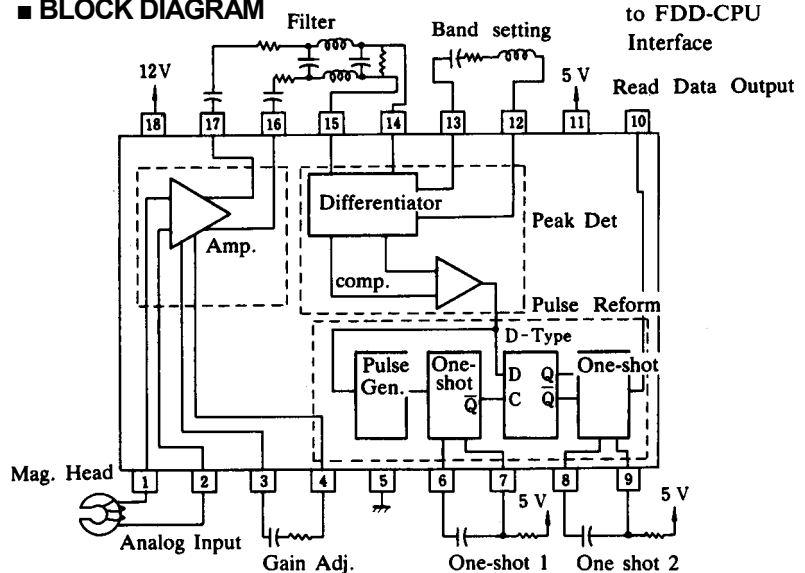 ■ BLOCK DIAGRAM
to FDD-CPU
Interface
Filter
Band setting
12V
5 V
Read Data Output
18
17
16
15
14
13
12
11
10
Differentiator
Peak Det
Amp.
comp.
Pulse Reform
D-Type
Pulse
Gen.
One-
shot
Q̅
D
Q
C
Q̅
One-shot
Mag. Head
1
2
3
4
5
6
7
8
9
5 V
5 V
Analog Input
Gain Adj.
One-shot 1
One shot 2